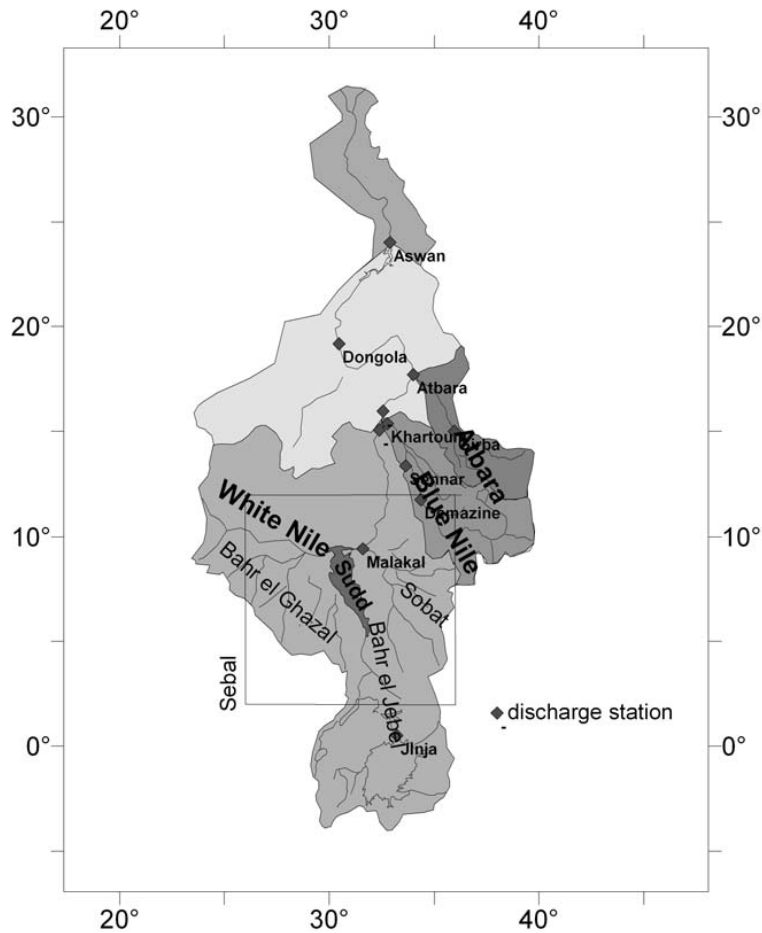 20° 30° 40°
30° 30°
Aswan
20° 20°
Dongola
Atbara
Khartoum
Atbara
Sennar
Blue Nile
White Nile
Damazine
10° 10°
Malakal
Sudd
Bahr el Ghazal
Sobat
Bahr el Jebel
Sebal
discharge station
0° 0°
JInja
20° 30° 40°